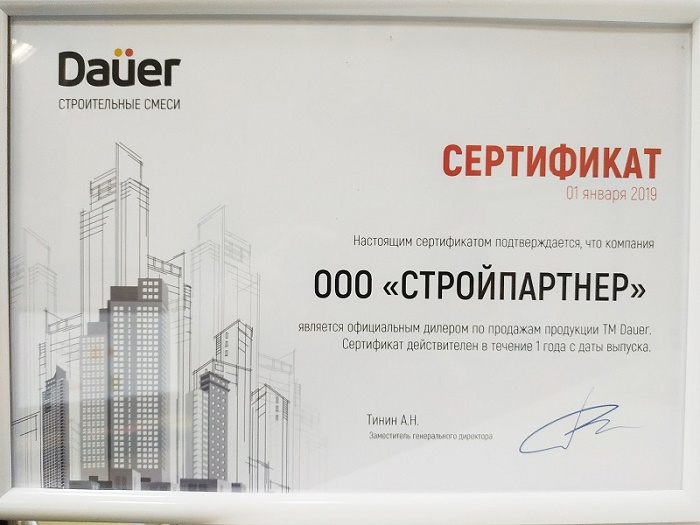 Daüer
СТРОИТЕЛЬНЫЕ СМЕСИ
СЕРТИФИКАТ
01 января 2019
Настоящим сертификатом подтверждается, что компания
ООО «СТРОЙПАРТНЕР»
является официальным дилером по продажам продукции ТМ Dauer.
Сертификат действителен в течение 1 года с даты выпуска.
Тинин А.Н.
Заместитель генерального директора